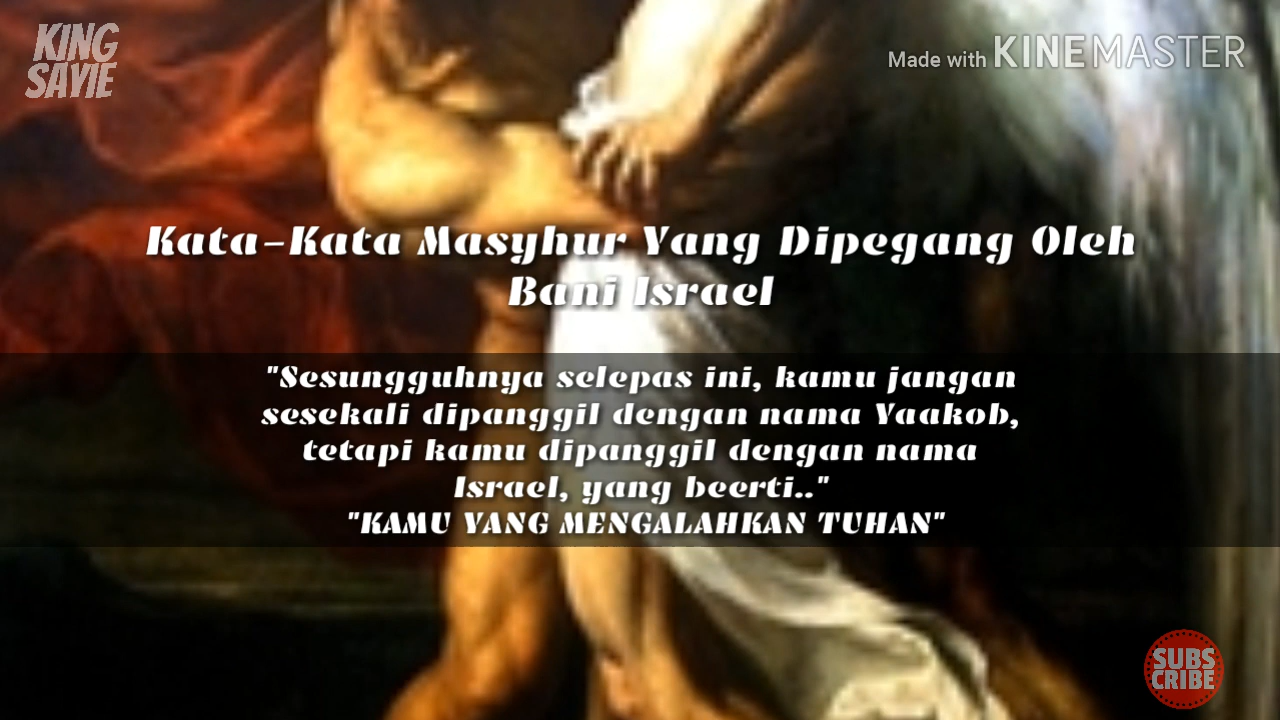 KING
SAVIE
Made with KINEMASTER
Kata-Kata Masyhur Yang Dipegang Oleh
Bani Israel
"Sesungguhnya selepas ini, kamu jangan
sesekali dipanggil dengan nama Yaakob,
tetapi kamu dipanggil dengan nama
Israel, yang beerti.."
"KAMU YANG MENGALAHKAN TUHAN"
SUBS
CRIBE